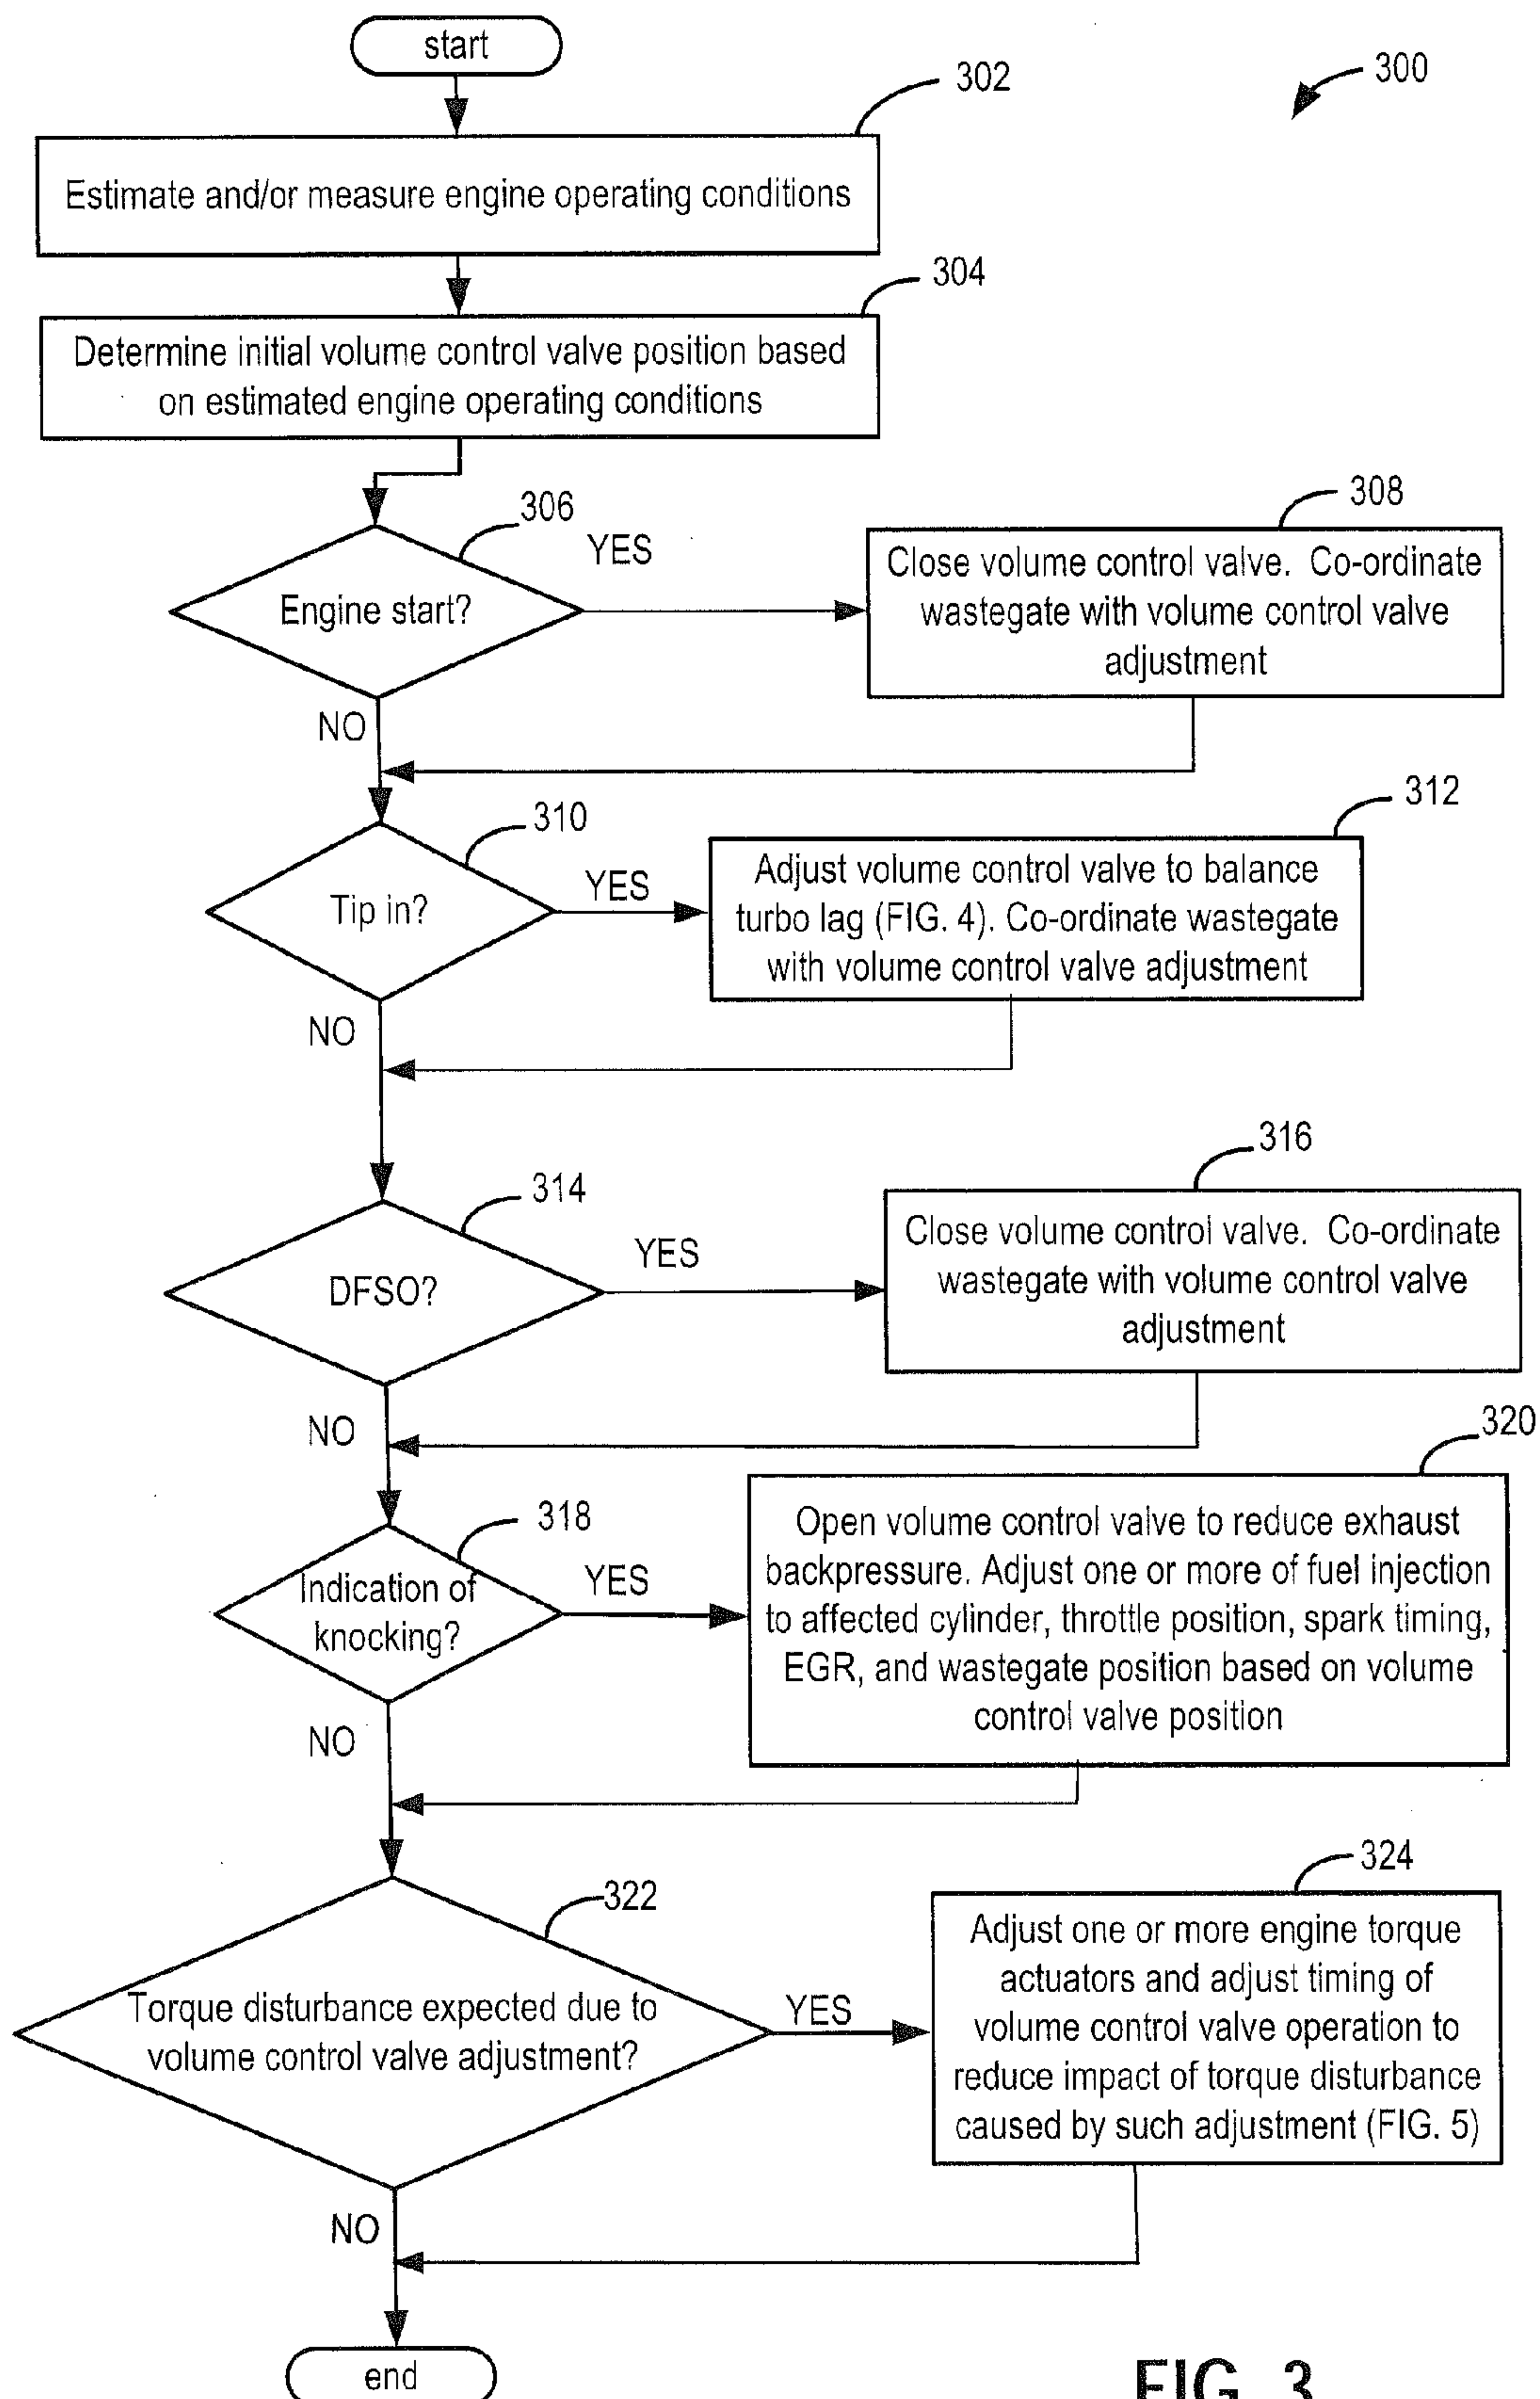 start
300
302
Estimate and/or measure engine operating conditions
304
Determine initial volume control valve position based
on estimated engine operating conditions
306
Engine start?
YES
NO
308
Close volume control valve. Co-ordinate
wastegate with volume control valve
adjustment
310
Tip in?
YES
NO
312
Adjust volume control valve to balance
turbo lag (FIG. 4). Co-ordinate wastegate
with volume control valve adjustment
314
DFSO?
YES
NO
316
Close volume control valve. Co-ordinate
wastegate with volume control valve
adjustment
318
Indication of
knocking?
YES
NO
320
Open volume control valve to reduce exhaust
backpressure. Adjust one or more of fuel injection
to affected cylinder, throttle position, spark timing,
EGR, and wastegate position based on volume
control valve position
322
Torque disturbance expected due to
volume control valve adjustment?
YES
NO
324
Adjust one or more engine torque
actuators and adjust timing of
volume control valve operation to
reduce impact of torque disturbance
caused by such adjustment (FIG. 5)
end
FIG. 3